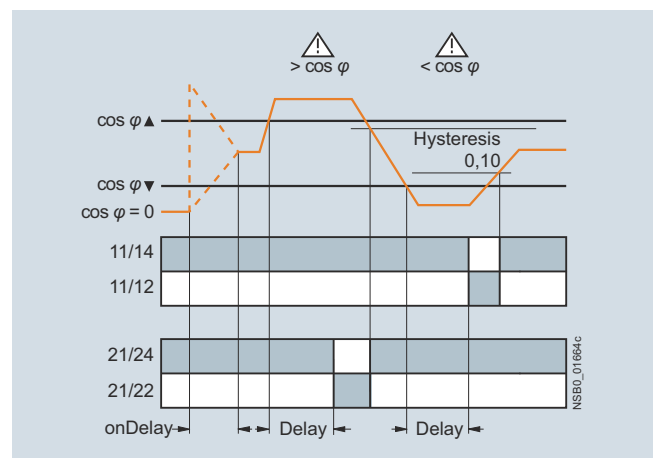 > cos φ
< cos φ
cos φ▲
Hysteresis
0,10
cos φ▼
cos φ = 0
11/14
11/12
21/24
21/22
onDelay
Delay
Delay
NSB0_01664c